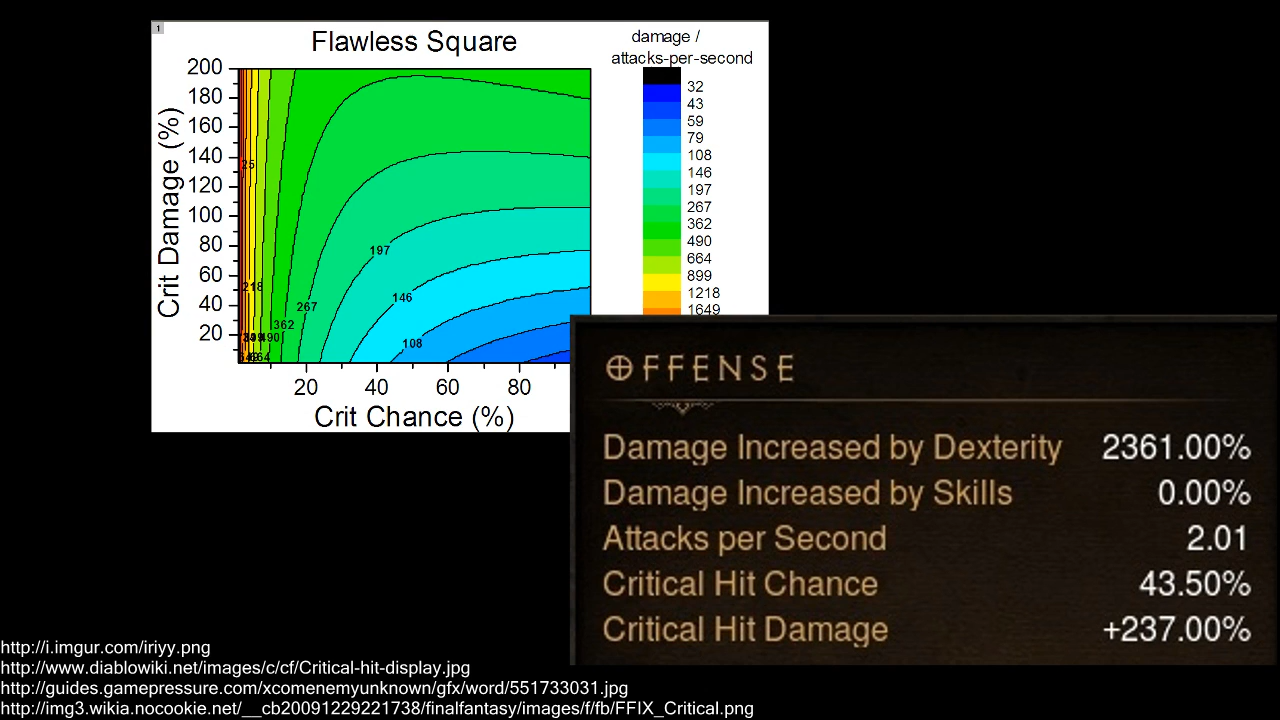 1
Flawless Square
damage /
attacks-per-second
Crit Damage (%)
200
180
160
140
120
100
80
60
40
20
20 40 60 80
Crit Chance (%)
197
146
108
267
362
490
32
43
59
79
108
146
197
267
362
490
664
899
1218
1649
OFFENSE
Damage Increased by Dexterity 2361.00%
Damage Increased by Skills 0.00%
Attacks per Second 2.01
Critical Hit Chance 43.50%
Critical Hit Damage +237.00%
http://i.imgur.com/iriyy.png
http://www.diablowiki.net/images/c/cf/Critical-hit-display.jpg
http://guides.gamepressure.com/xcomenemyunknown/gfx/word/551733031.jpg
http://img3.wikia.nocookie.net/__cb20091229221738/finalfantasy/images/f/fb/FFIX_Critical.png